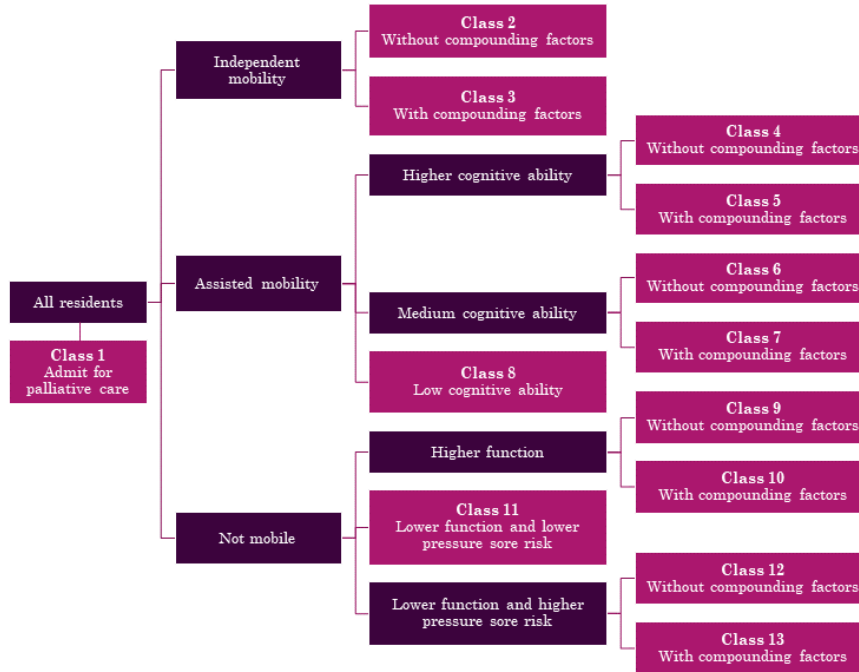 All residents
Class 1
Admit for
palliative care
Independent
mobility
Class 2
Without compounding factors
Class 3
With compounding factors
Assisted mobility
Higher cognitive ability
Class 4
Without compounding factors
Class 5
With compounding factors
Medium cognitive ability
Class 6
Without compounding factors
Class 7
With compounding factors
Class 8
Low cognitive ability
Not mobile
Higher function
Class 9
Without compounding factors
Class 10
With compounding factors
Class 11
Lower function and lower
pressure sore risk
Lower function and higher
pressure sore risk
Class 12
Without compounding factors
Class 13
With compounding factors